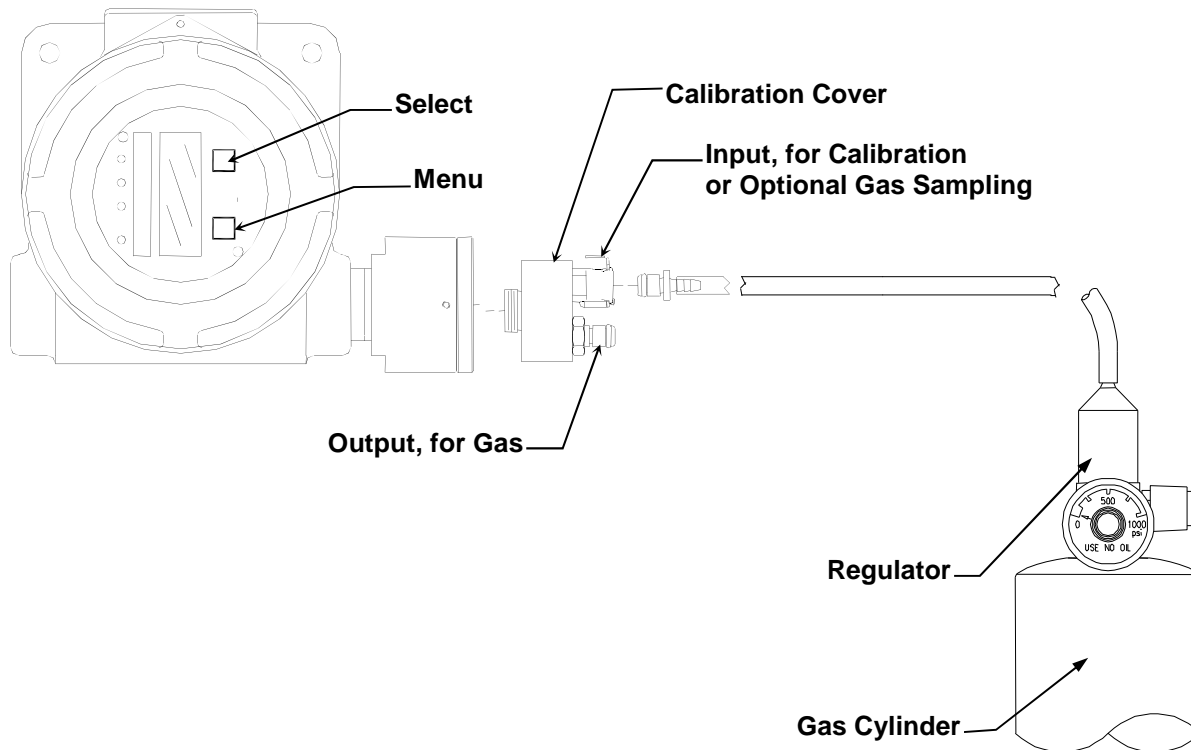 Select
Calibration Cover
Input, for Calibration
or Optional Gas Sampling
Menu
Output, for Gas
500
0
1000
psi
USE NO OIL
Regulator
Gas Cylinder